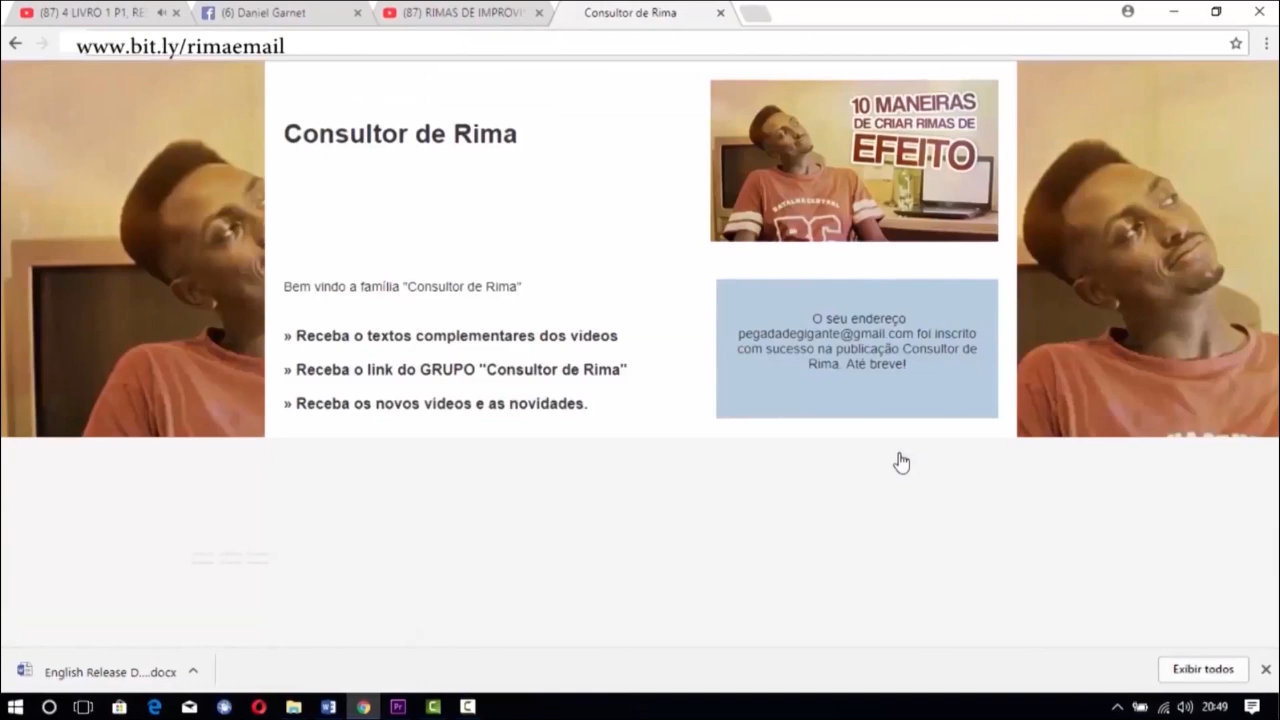 (87) 4 LIVRO 1 P1, RE
(6) Daniel Garnet
(87) RIMAS DE IMPROVI
Consultor de Rima
www.bit.ly/rimaemail
Consultor de Rima
10 MANEIRAS
DE CRIAR RIMAS DE
EFEITO
BATALHA CENTRAL
BC
Bem vindo a família "Consultor de Rima"
» Receba o textos complementares dos videos
» Receba o link do GRUPO "Consultor de Rima"
» Receba os novos videos e as novidades.
O seu endereço
pegadadegigante@gmail.com foi inscrito
com sucesso na publicação Consultor de
Rima. Até breve!
English Release D....docx
Exibir todos
Pr
20:49